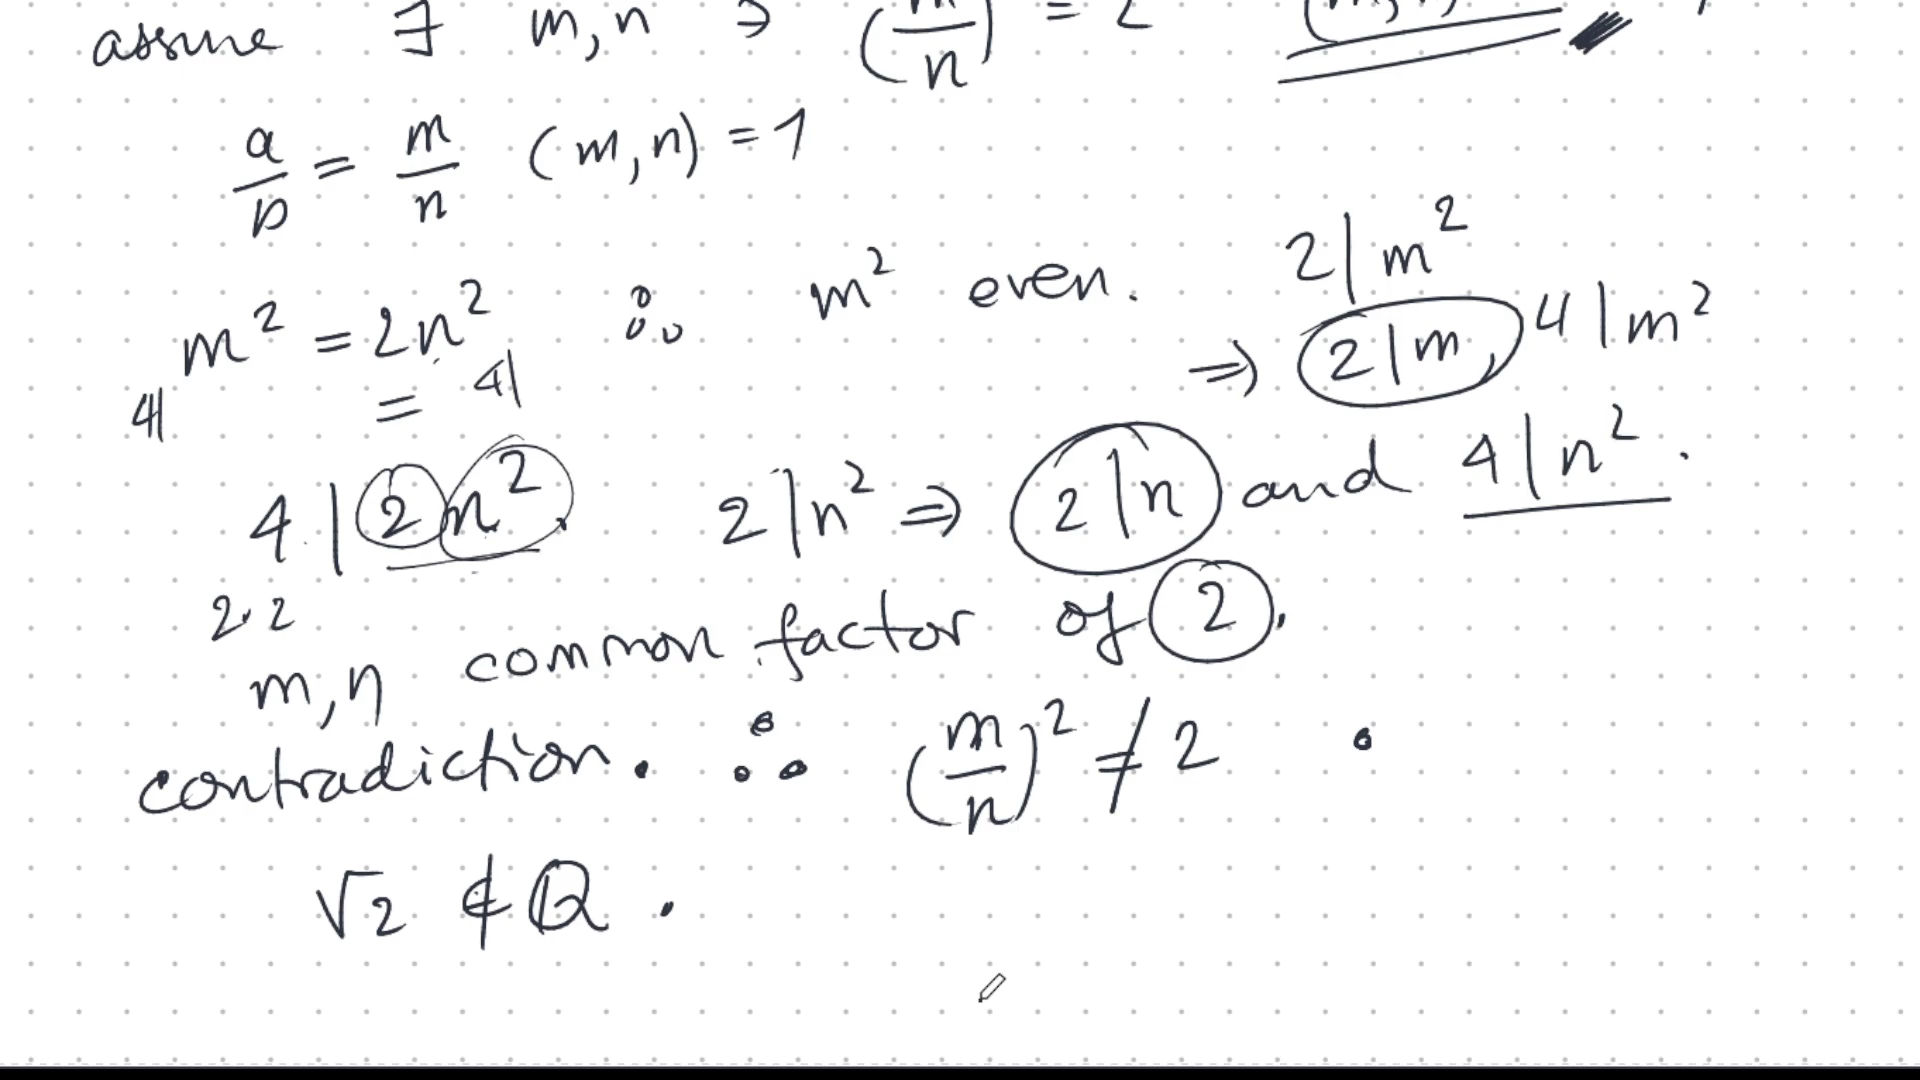 assume ∃ m,n ∋ (m/n) = 2 (m,n)
a/b = m/n (m,n) = 1
2|m²
m² = 2n² ∴ m² even.
⇒ 2|m, 4|m²
4| = 4|
4|2n². 2|n² ⇒ 2|n and 4|n².
2·2
m,n common factor of 2.
contradiction. ∴ (m/n)² ≠ 2 .
√2 ∉ Q .